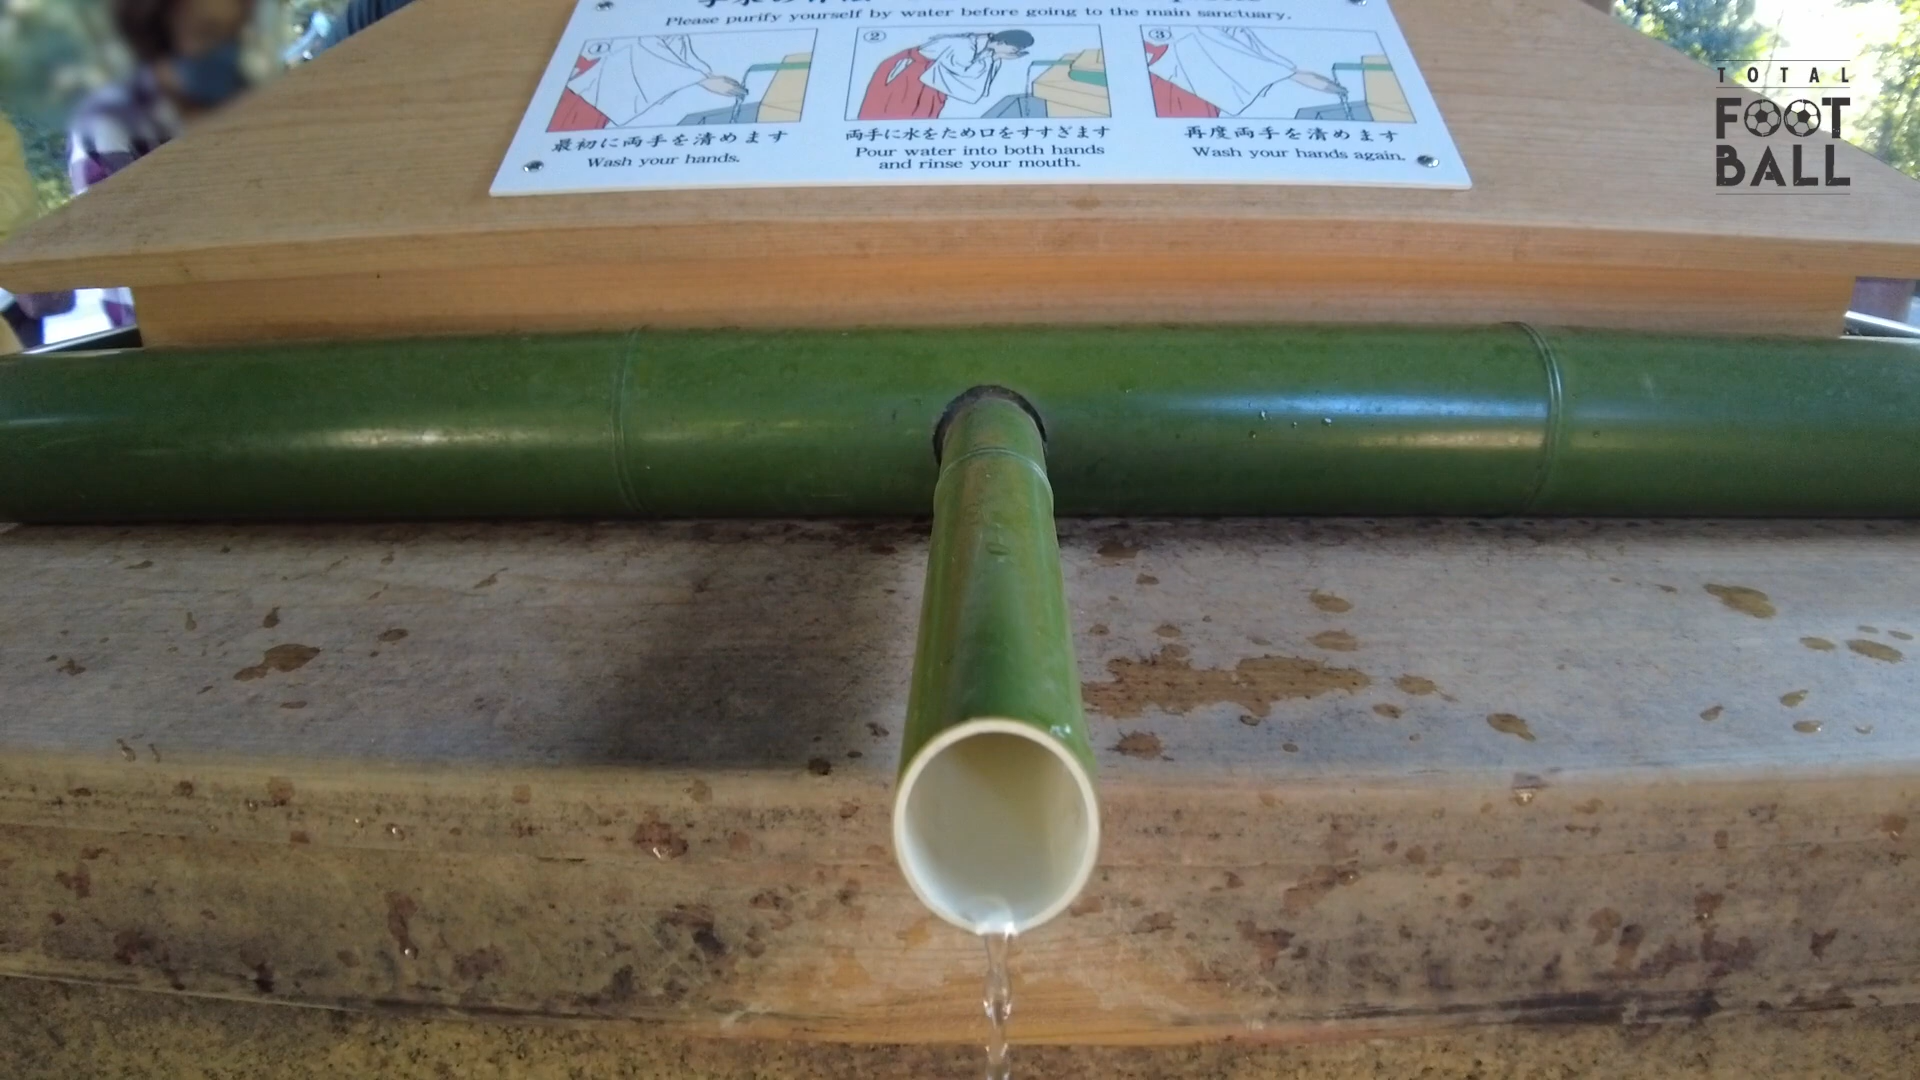 Please purify yourself by water before going to the main sanctuary.
①
②
③
最初に両手を清めます
Wash your hands.
両手に水をため口をすすぎます
Pour water into both hands
and rinse your mouth.
再度両手を清めます
Wash your hands again.
TOTAL
FOOT
BALL